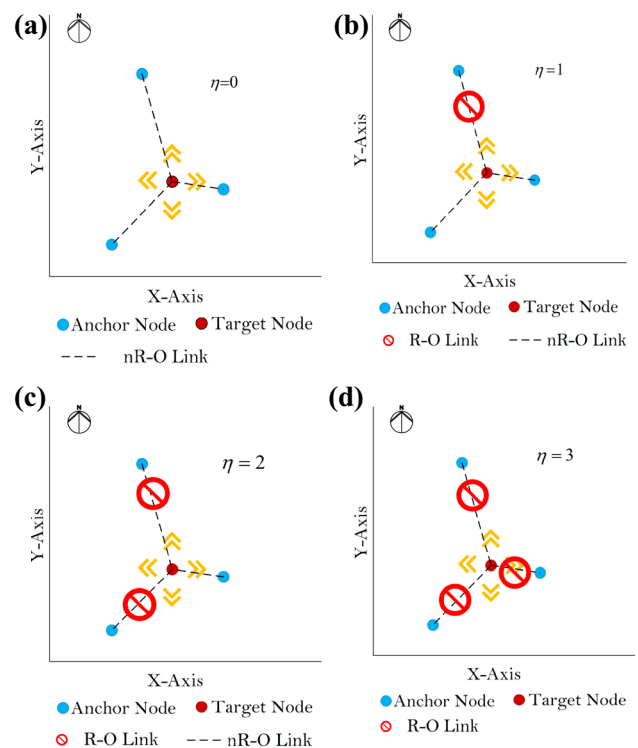 (a)
N
η=0
Y-Axis
X-Axis
Anchor Node
Target Node
nR-O Link
(b)
N
η=1
Y-Axis
X-Axis
Anchor Node
Target Node
R-O Link
nR-O Link
(c)
N
η = 2
Y-Axis
X-Axis
Anchor Node
Target Node
R-O Link
nR-O Link
(d)
N
η = 3
Y-Axis
X-Axis
Anchor Node
Target Node
R-O Link